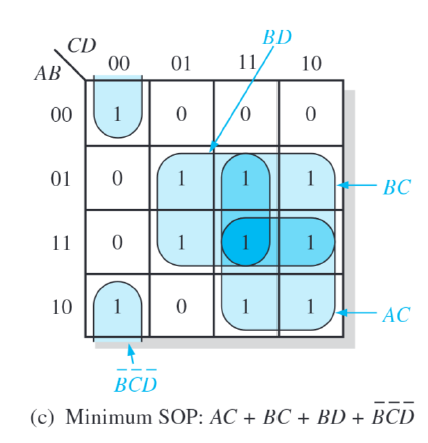 CD BD
AB 00 01 11 10
00 1 0 0 0
01 0 1 1 1 BC
11 0 1 1 1
10 1 0 1 1 AC
B̅C̅D̅
(c) Minimum SOP: AC + BC + BD + B̅C̅D̅